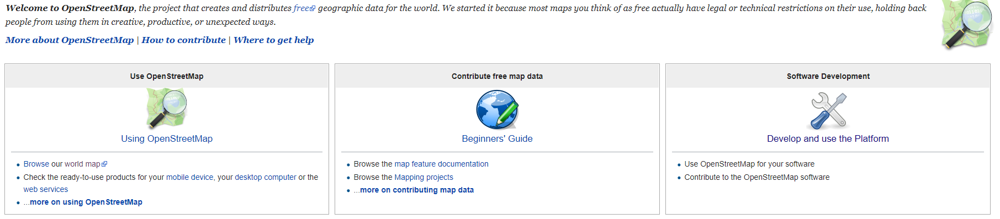 Welcome to OpenStreetMap, the project that creates and distributes free geographic data for the world. We started it because most maps you think of as free actually have legal or technical restrictions on their use, holding back
people from using them in creative, productive, or unexpected ways.
More about OpenStreetMap | How to contribute | Where to get help
Use OpenStreetMap
Using OpenStreetMap
Browse our world map
Check the ready-to-use products for your mobile device, your desktop computer or the
web services
...more on using OpenStreetMap
Contribute free map data
Beginners' Guide
Browse the map feature documentation
Browse the Mapping projects
...more on contributing map data
Software Development
Develop and use the Platform
Use OpenStreetMap for your software
Contribute to the OpenStreetMap software